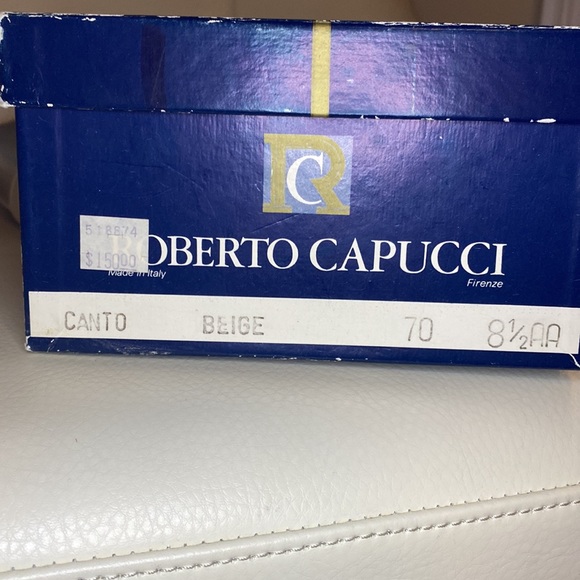 RC
518874
$150.00
ROBERTO CAPUCCI
Made in Italy
Firenze
CANTO BEIGE 70 8½AA